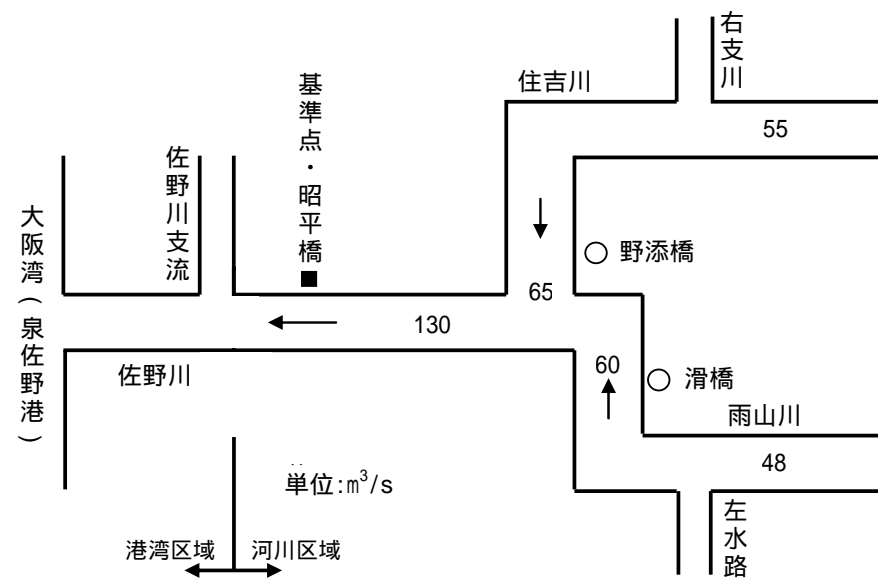 右支川
住吉川
55
基準点・昭平橋
佐野川支流
大阪湾（泉佐野港）
野添橋
65
130
60
滑橋
佐野川
雨山川
48
単位:㎥/s
左水路
港湾区域
河川区域